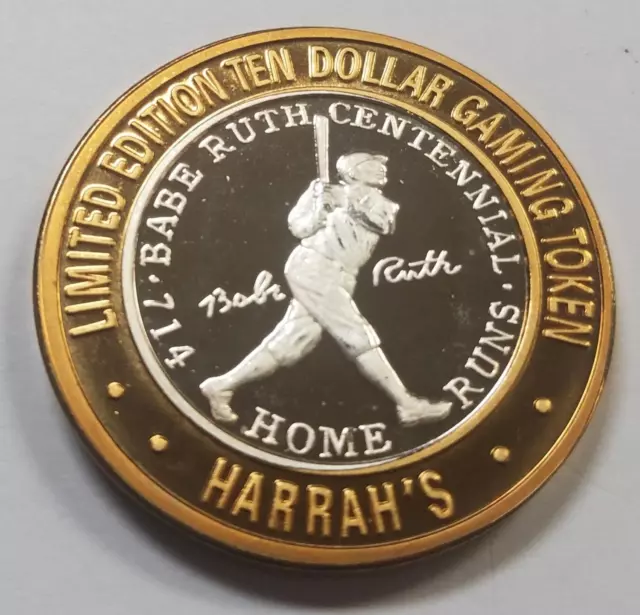 LIMITED EDITION TEN DOLLAR GAMING TOKEN
· BABE RUTH CENTENNIAL ·
714 HOME RUNS
Babe Ruth
HARRAH'S